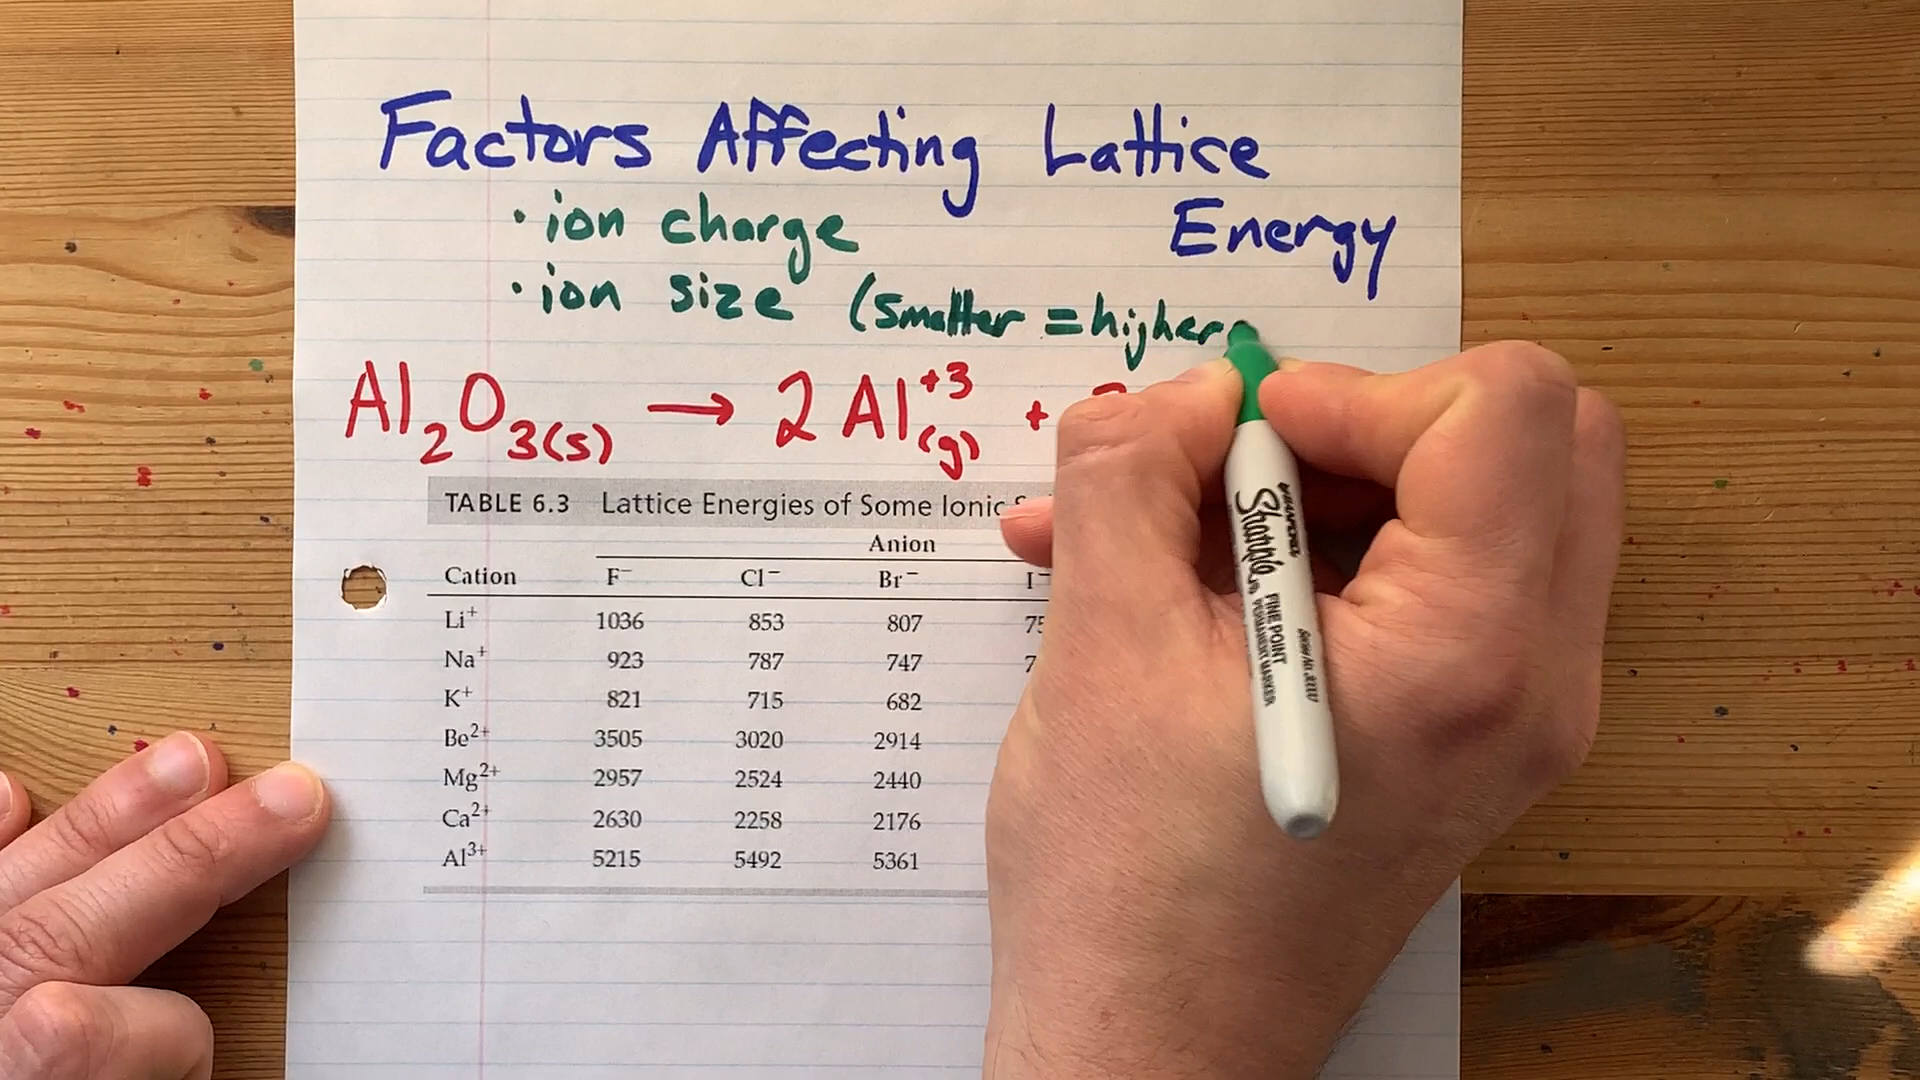 Factors Affecting Lattice
Energy
· ion charge
· ion size (smaller = higher
Al₂O₃(s) → 2 Al⁺³(g) +
TABLE 6.3 Lattice Energies of Some Ionic
Anion
Cation F⁻ Cl⁻ Br⁻ I⁻
Li⁺ 1036 853 807 75
Na⁺ 923 787 747 7
K⁺ 821 715 682
Be²⁺ 3505 3020 2914
Mg²⁺ 2957 2524 2440
Ca²⁺ 2630 2258 2176
Al³⁺ 5215 5492 5361
Sharpie
FINE POINT
PERMANENT MARKER